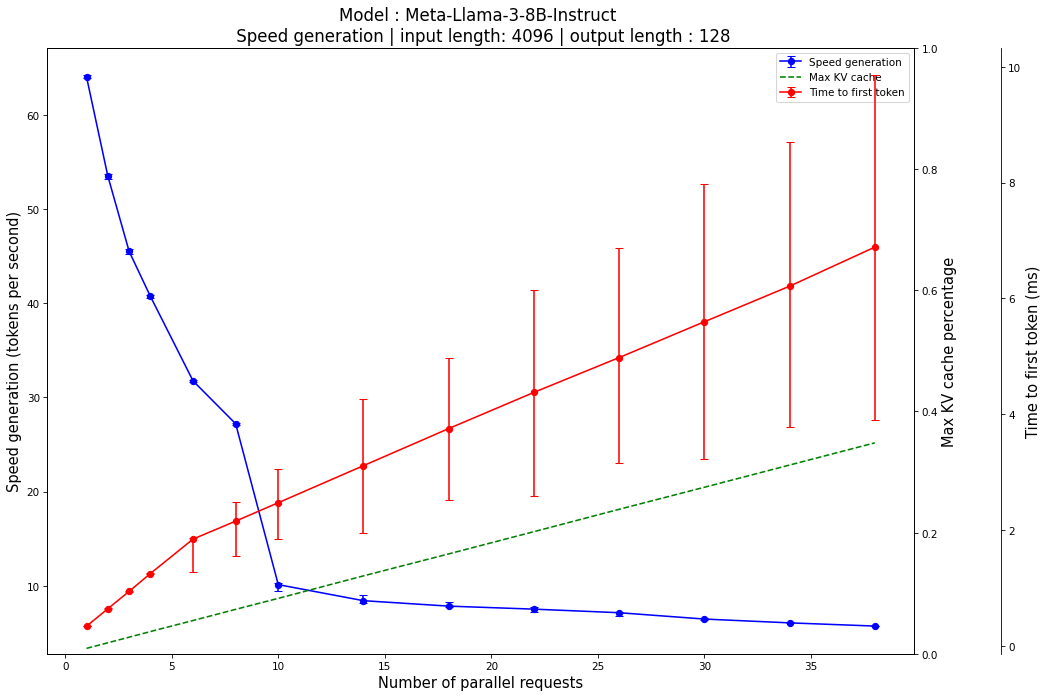 Model : Meta-Llama-3-8B-Instruct
Speed generation | input length: 4096 | output length : 128
Speed generation
Max KV cache
Time to first token
Speed generation (tokens per second)
60
50
40
30
20
10
0
5
10
15
20
25
30
35
Number of parallel requests
1.0
0.8
0.6
0.4
0.2
0.0
Max KV cache percentage
10
8
6
4
2
0
Time to first token (ms)